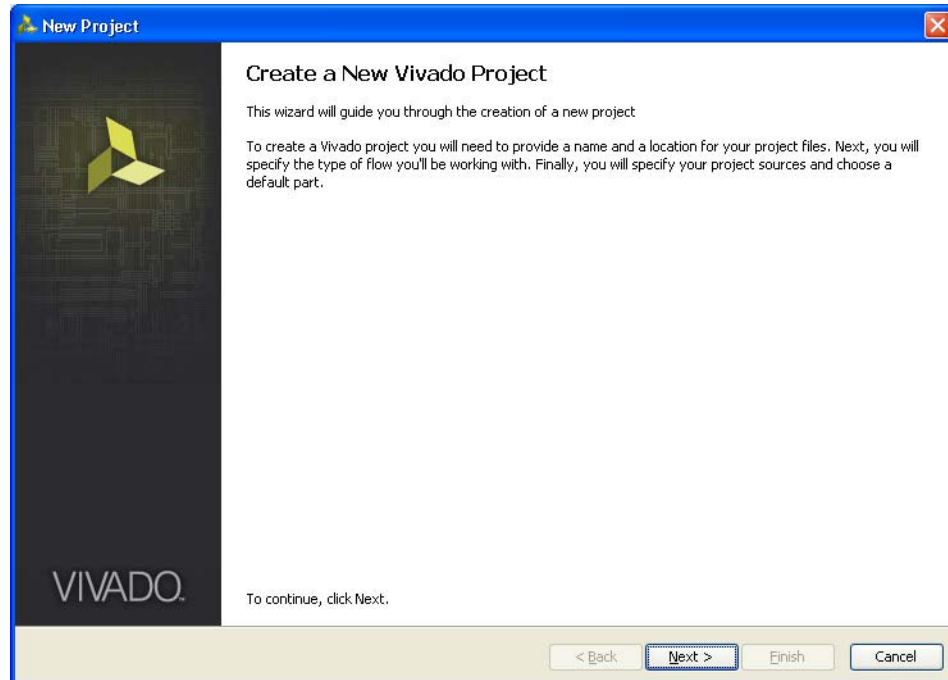 New Project
Create a New Vivado Project
This wizard will guide you through the creation of a new project
To create a Vivado project you will need to provide a name and a location for your project files. Next, you will
specify the type of flow you'll be working with. Finally, you will specify your project sources and choose a
default part.
VIVADO™
To continue, click Next.
< Back Next > Finish Cancel